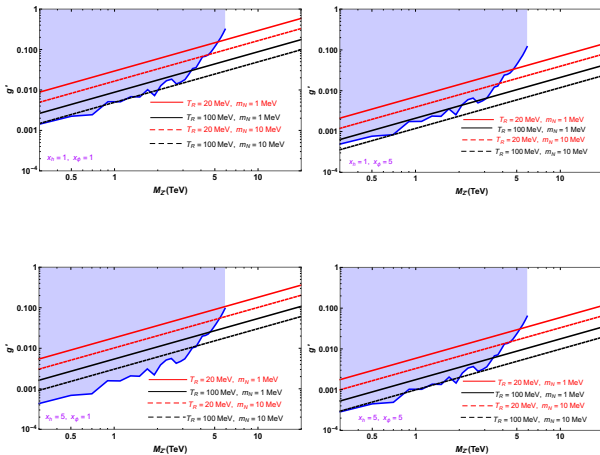 1
0.100
0.010
0.001
10⁻⁴
g'
T_R = 20 MeV, m_N = 1 MeV
T_R = 100 MeV, m_N = 1 MeV
T_R = 20 MeV, m_N = 10 MeV
T_R = 100 MeV, m_N = 10 MeV
x_h = 1, x_ϕ = 1
0.5 1 5 10
M_Z'(TeV)
1
0.100
0.010
0.001
10⁻⁴
g'
T_R = 20 MeV, m_N = 1 MeV
T_R = 100 MeV, m_N = 1 MeV
T_R = 20 MeV, m_N = 10 MeV
T_R = 100 MeV, m_N = 10 MeV
x_h = 1, x_ϕ = 5
0.5 1 5 10
M_Z'(TeV)
1
0.100
0.010
0.001
10⁻⁴
g'
T_R = 20 MeV, m_N = 1 MeV
T_R = 100 MeV, m_N = 1 MeV
T_R = 20 MeV, m_N = 10 MeV
T_R = 100 MeV, m_N = 10 MeV
x_h = 5, x_ϕ = 1
0.5 1 5 10
M_Z'(TeV)
1
0.100
0.010
0.001
10⁻⁴
g'
T_R = 20 MeV, m_N = 1 MeV
T_R = 100 MeV, m_N = 1 MeV
T_R = 20 MeV, m_N = 10 MeV
T_R = 100 MeV, m_N = 10 MeV
x_h = 5, x_ϕ = 5
0.5 1 5 10
M_Z'(TeV)